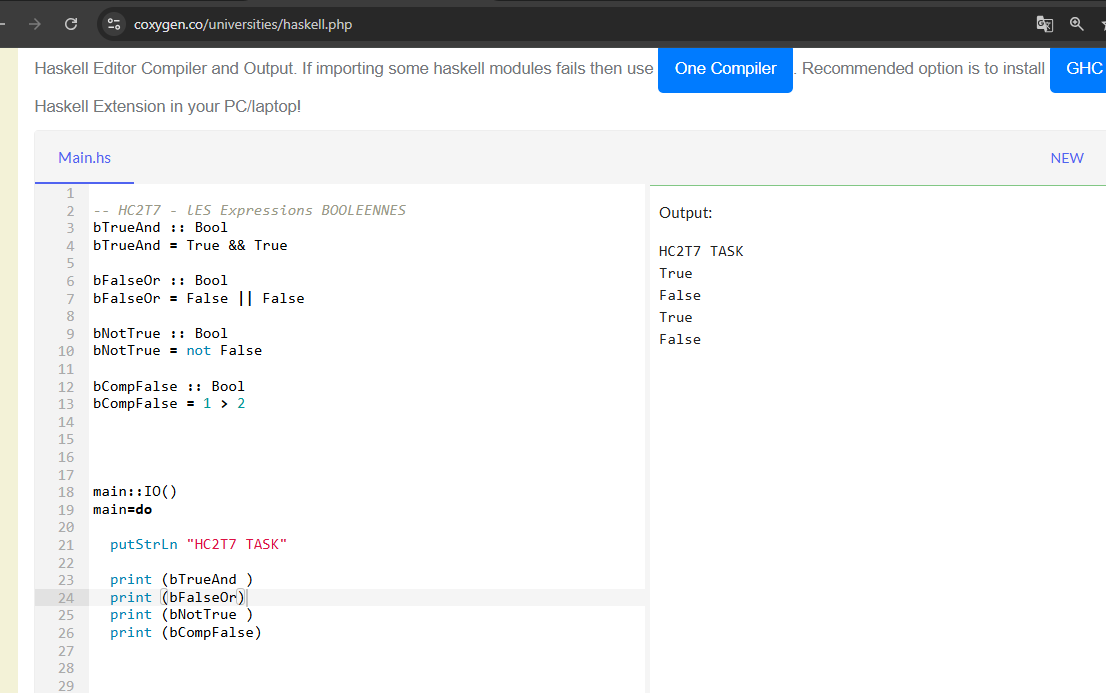 coxygen.co/universities/haskell.php
Haskell Editor Compiler and Output. If importing some haskell modules fails then use One Compiler . Recommended option is to install GHC
Haskell Extension in your PC/laptop!
Main.hs
NEW
1
2 -- HC2T7 - lES Expressions BOOLEENNES
3 bTrueAnd :: Bool
4 bTrueAnd = True && True
5
6 bFalseOr :: Bool
7 bFalseOr = False || False
8
9 bNotTrue :: Bool
10 bNotTrue = not False
11
12 bCompFalse :: Bool
13 bCompFalse = 1 > 2
14
15
16
17
18 main::IO()
19 main=do
20
21 putStrLn "HC2T7 TASK"
22
23 print (bTrueAnd )
24 print (bFalseOr)
25 print (bNotTrue )
26 print (bCompFalse)
27
28
29
Output:
HC2T7 TASK
True
False
True
False